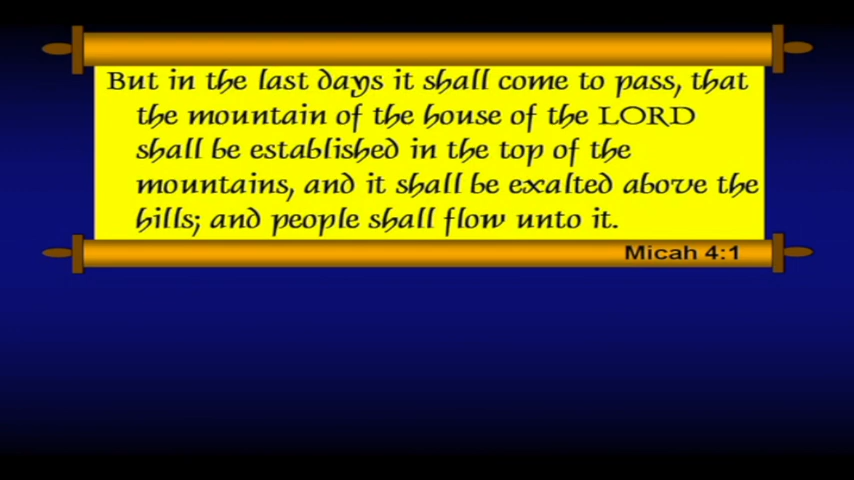 But in the last days it shall come to pass, that
the mountain of the house of the LORD
shall be established in the top of the
mountains, and it shall be exalted above the
hills; and people shall flow unto it.
Micah 4:1